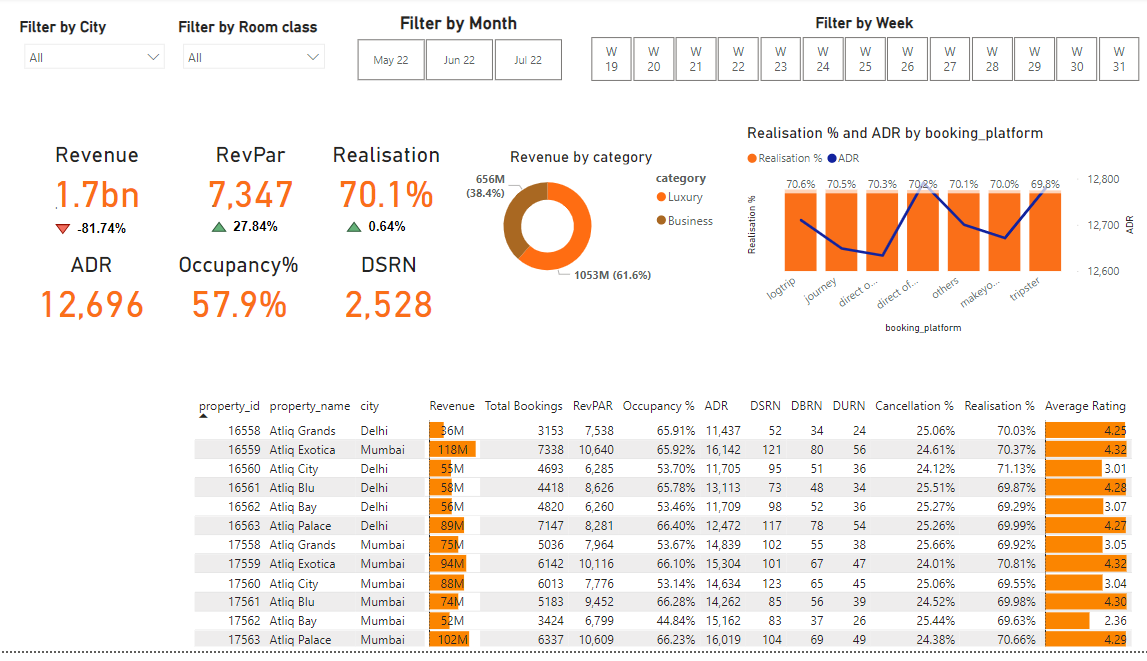 Filter by City
Filter by Room class
Filter by Month
Filter by Week
All
All
May 22
Jun 22
Jul 22
W 19
W 20
W 21
W 22
W 23
W 24
W 25
W 26
W 27
W 28
W 29
W 30
W 31
Revenue
1.7bn
-81.74%
RevPar
7,347
27.84%
Realisation
70.1%
0.64%
ADR
12,696
Occupancy%
57.9%
DSRN
2,528
Revenue by category
656M
(38.4%)
1053M (61.6%)
category
Luxury
Business
Realisation % and ADR by booking_platform
Realisation % ADR
70.6% 70.5% 70.3% 70.2% 70.1% 70.0% 69.8%
12,800
12,700
12,600
Realisation %
ADR
logtrip
journey
direct o...
direct of...
others
makeyo...
tripster
booking_platform
property_id property_name city Revenue Total Bookings RevPAR Occupancy % ADR DSRN DBRN DURN Cancellation % Realisation % Average Rating
16558 Atliq Grands Delhi 36M 3153 7,538 65.91% 11,437 52 34 24 25.06% 70.03% 4.25
16559 Atliq Exotica Mumbai 118M 7338 10,640 65.92% 16,142 121 80 56 24.61% 70.37% 4.32
16560 Atliq City Delhi 55M 4693 6,285 53.70% 11,705 95 51 36 24.12% 71.13% 3.01
16561 Atliq Blu Delhi 58M 4418 8,626 65.78% 13,113 73 48 34 25.51% 69.87% 4.28
16562 Atliq Bay Delhi 56M 4820 6,260 53.46% 11,709 98 52 36 25.27% 69.29% 3.07
16563 Atliq Palace Delhi 89M 7147 8,281 66.40% 12,472 117 78 54 25.26% 69.99% 4.27
17558 Atliq Grands Mumbai 75M 5036 7,964 53.67% 14,839 102 55 38 25.66% 69.92% 3.05
17559 Atliq Exotica Mumbai 94M 6142 10,116 66.10% 15,304 101 67 47 24.01% 70.81% 4.32
17560 Atliq City Mumbai 88M 6013 7,776 53.14% 14,634 123 65 45 25.06% 69.55% 3.04
17561 Atliq Blu Mumbai 74M 5183 9,452 66.28% 14,262 85 56 39 24.52% 69.98% 4.30
17562 Atliq Bay Mumbai 52M 3424 6,799 44.84% 15,162 83 37 26 25.44% 69.63% 2.36
17563 Atliq Palace Mumbai 102M 6337 10,609 66.23% 16,019 104 69 49 24.38% 70.66% 4.29